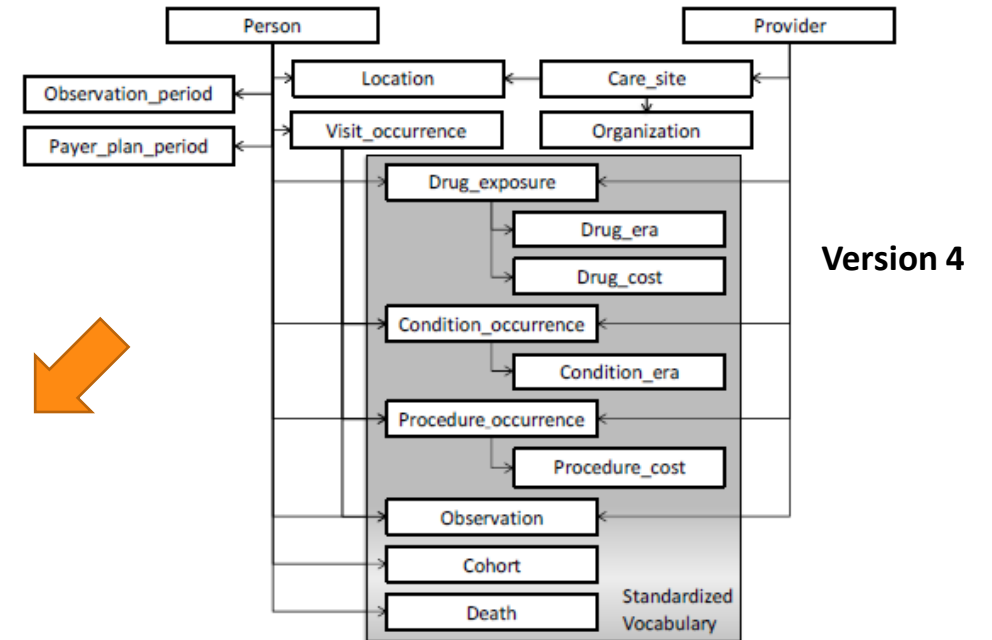 Person
Provider
Location
Care_site
Observation_period
Visit_occurrence
Organization
Payer_plan_period
Drug_exposure
Drug_era
Version 4
Drug_cost
Condition_occurrence
Condition_era
Procedure_occurrence
Procedure_cost
Observation
Cohort
Death
Standardized
Vocabulary